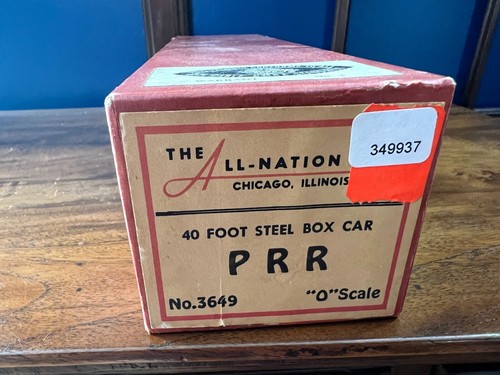 THE ALL-NATION
CHICAGO, ILLINOIS
349937
40 FOOT STEEL BOX CAR
PRR
No.3649 "O" Scale